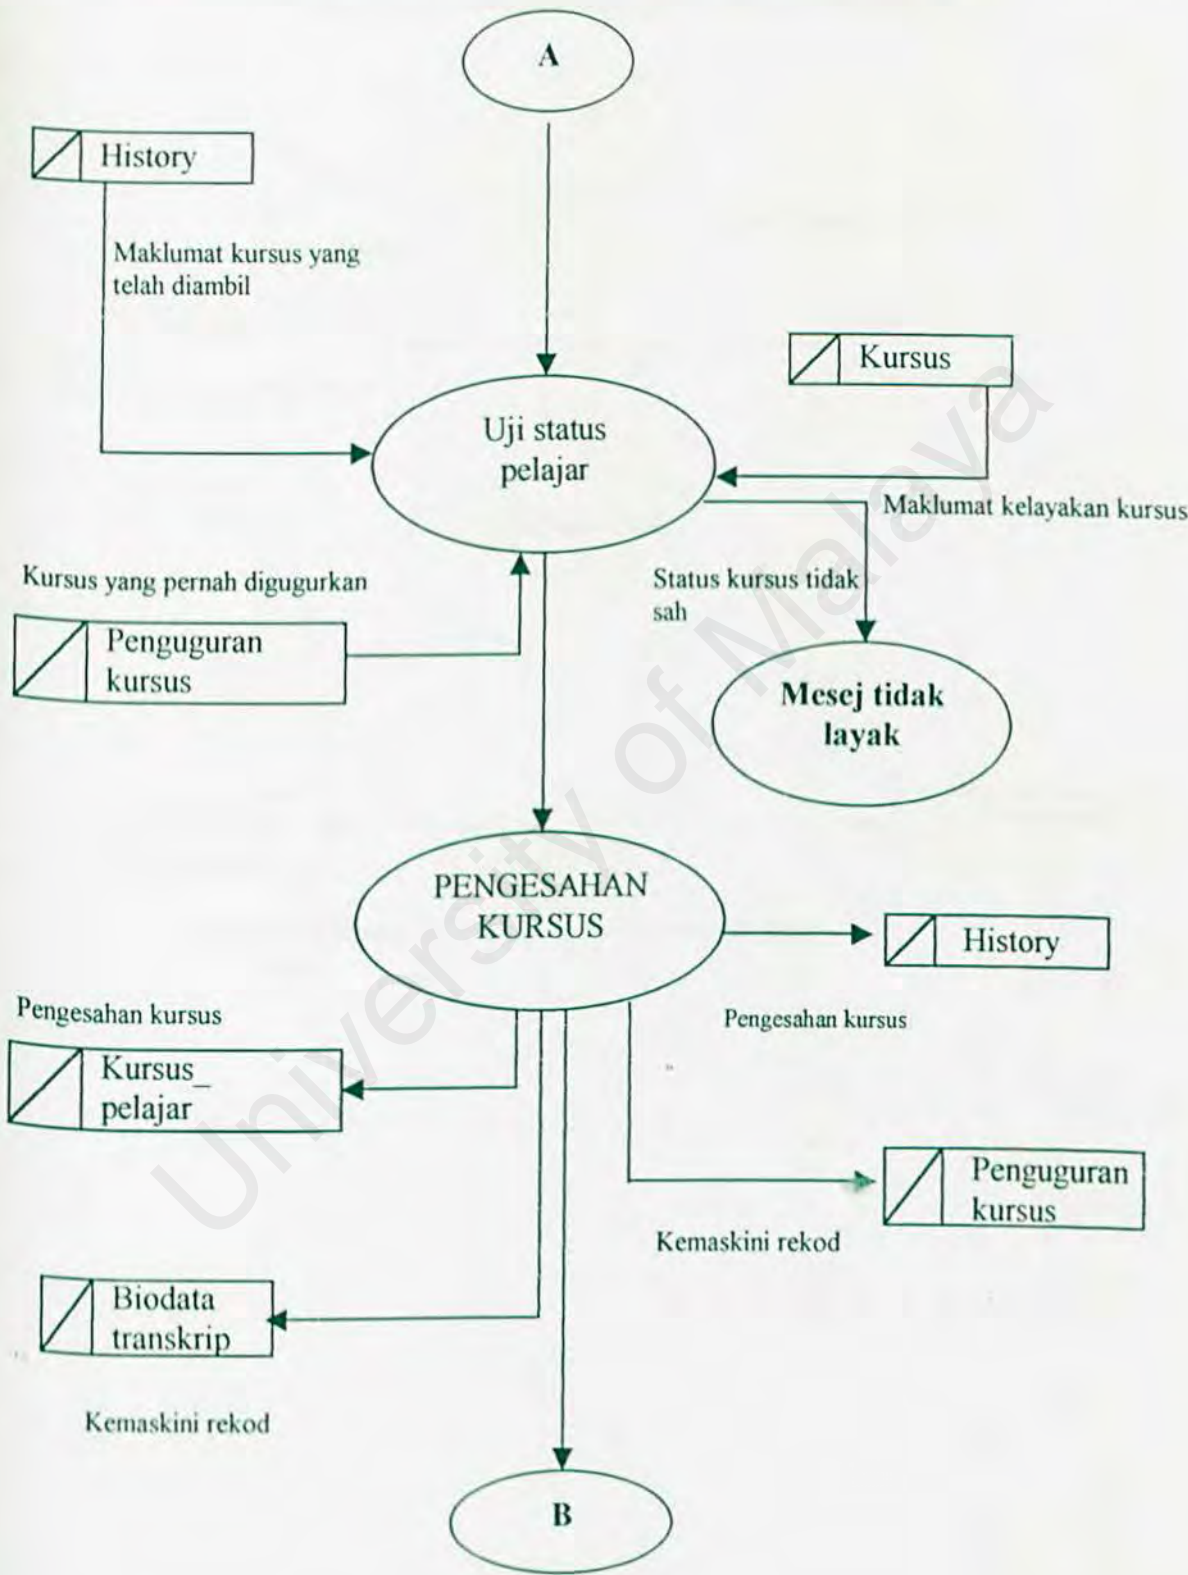 A
History
Maklumat kursus yang
telah diambil
Kursus
Uji status
pelajar
Maklumat kelayakan kursus
Kursus yang pernah digugurkan
Status kursus tidak
sah
Penguguran
kursus
Mesej tidak
layak
PENGESAHAN
KURSUS
History
Pengesahan kursus
Pengesahan kursus
Kursus_
pelajar
Penguguran
kursus
Kemaskini rekod
Biodata
transkrip
Kemaskini rekod
B
University of Malaya